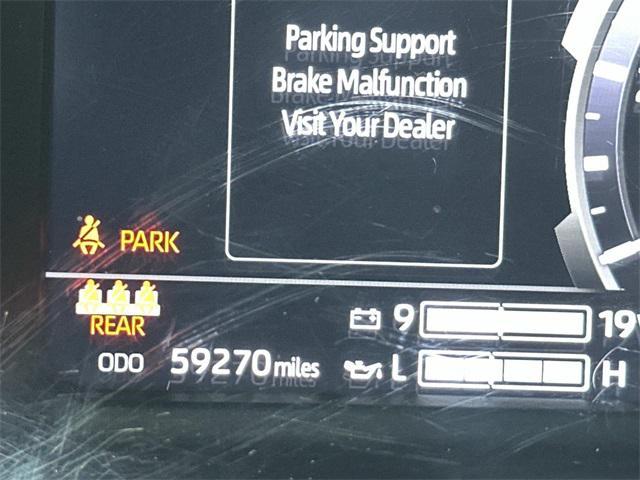 Parking Support
Brake Malfunction
Visit Your Dealer
PARK
REAR
9 19
ODO 59270 miles
L H